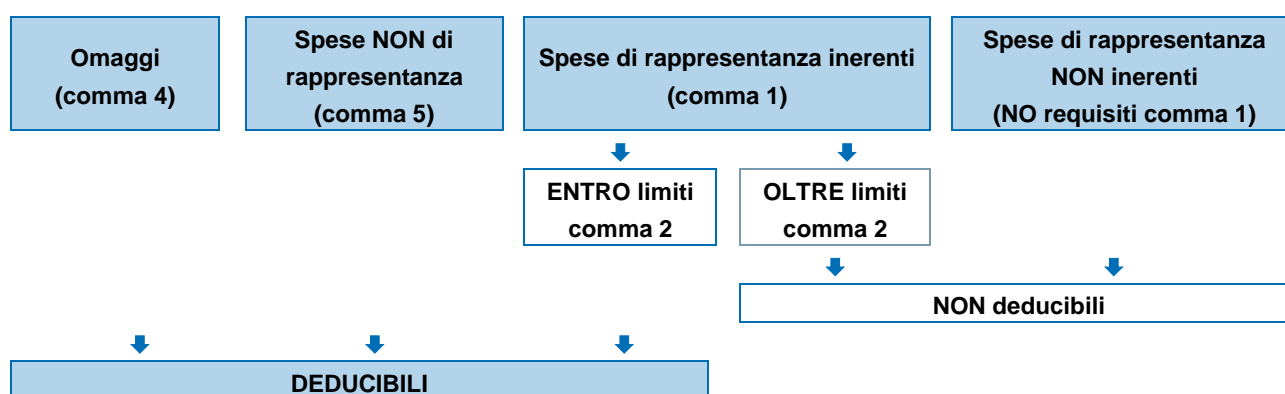 Omaggi
(comma 4)
Spese NON di
rappresentanza
(comma 5)
Spese di rappresentanza inerenti
(comma 1)
Spese di rappresentanza
NON inerenti
(NO requisiti comma 1)
ENTRO limiti
comma 2
OLTRE limiti
comma 2
NON deducibili
DEDUCIBILI